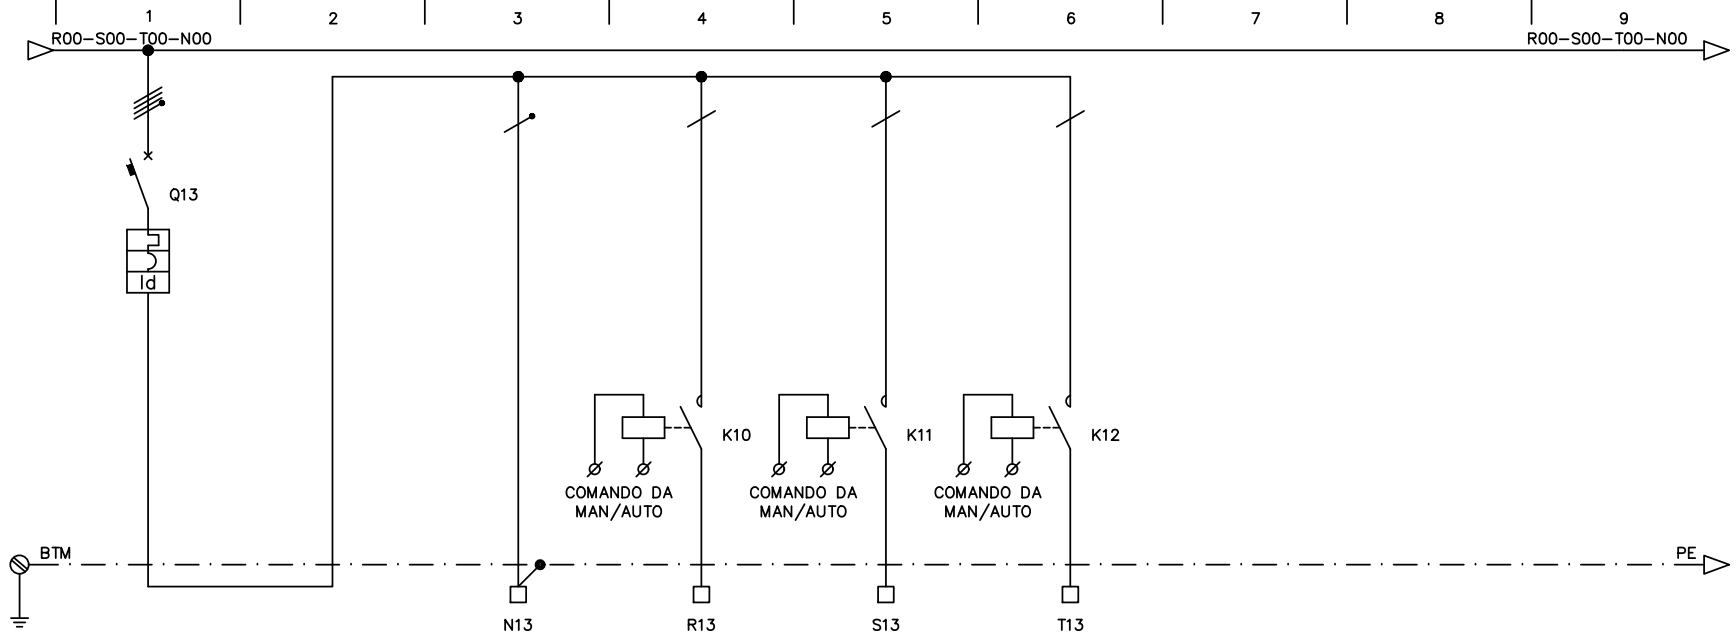 1 2 3 4 5 6 7 8 9
R00-S00-T00-N00 R00-S00-T00-N00
Q13
Id
K10 K11 K12
COMANDO DA COMANDO DA COMANDO DA
MAN/AUTO MAN/AUTO MAN/AUTO
BTM PE
N13 R13 S13 T13